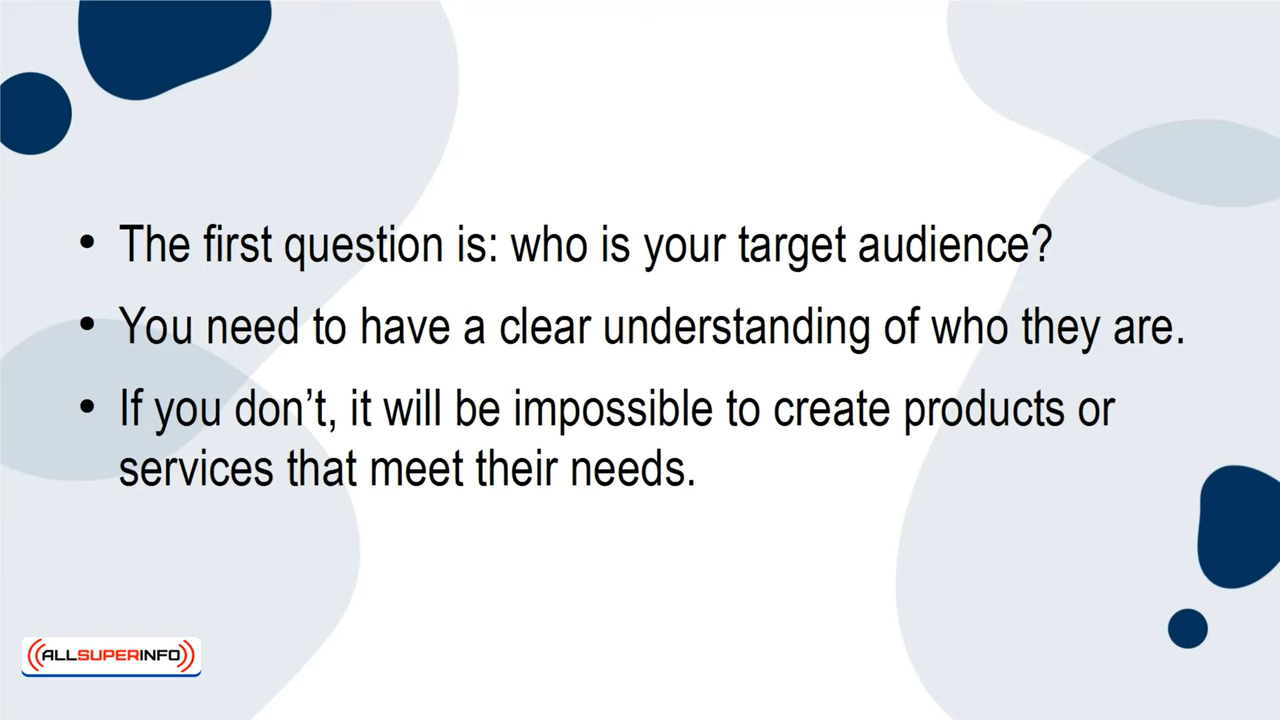 • The first question is: who is your target audience?
• You need to have a clear understanding of who they are.
• If you don’t, it will be impossible to create products or
services that meet their needs.
ALLSUPERINFO